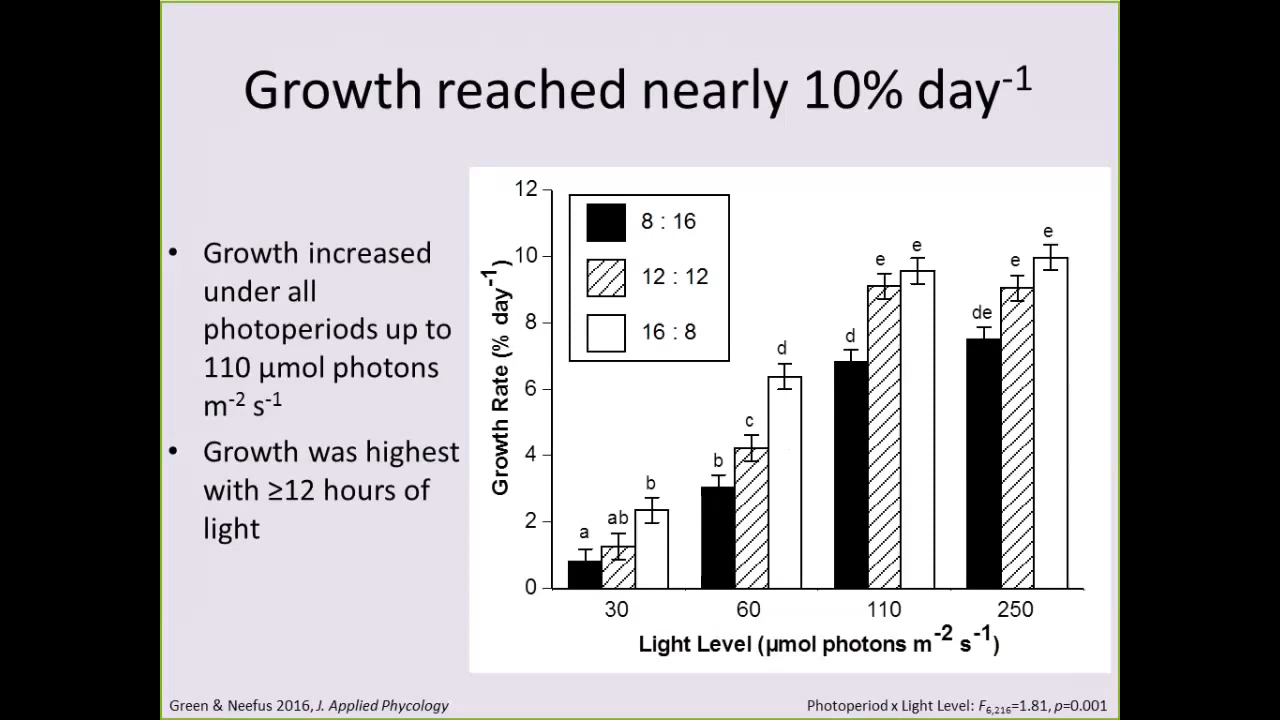 Growth reached nearly 10% day-1
• Growth increased
under all
photoperiods up to
110 µmol photons
m-2 s-1
• Growth was highest
with ≥12 hours of
light
Growth Rate (% day-1)
12
10
8
6
4
2
0
8 : 16
12 : 12
16 : 8
a
ab
b
b
c
d
d
e
e
de
e
e
30
60
110
250
Light Level (µmol photons m-2 s-1)
Green & Neefus 2016, J. Applied Phycology
Photoperiod x Light Level: F6,216=1.81, p=0.001